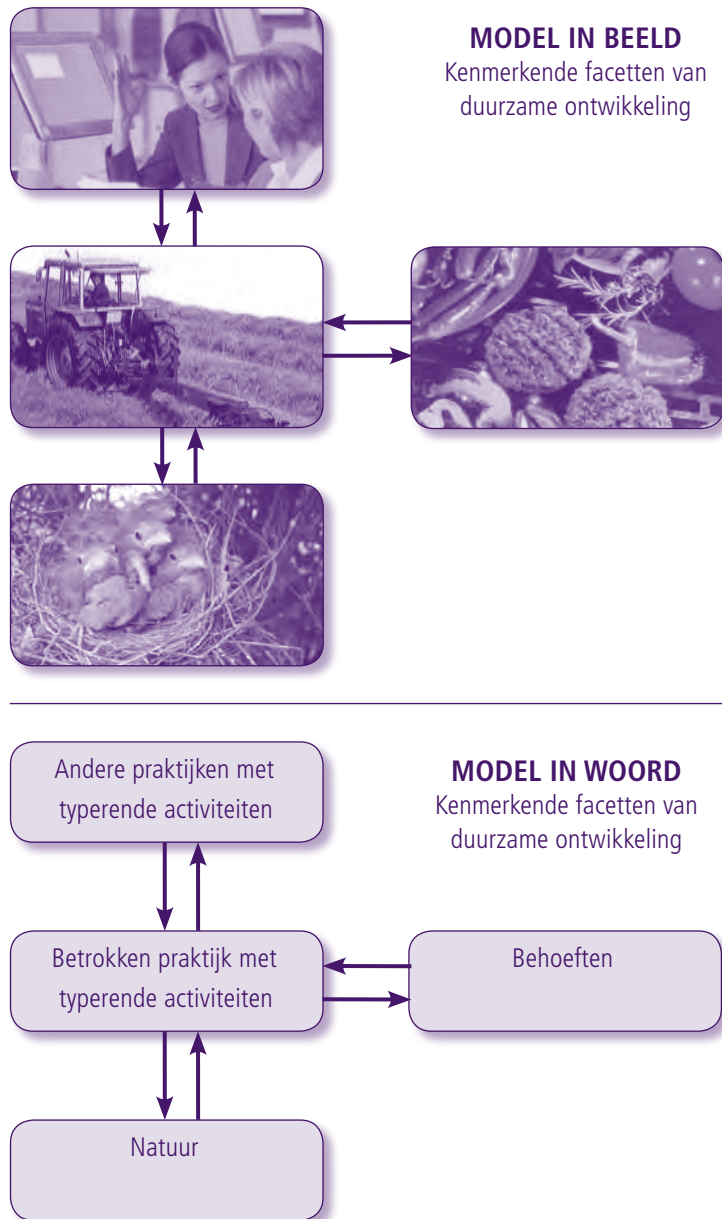 MODEL IN BEELD
Kenmerkende facetten van
duurzame ontwikkeling
Andere praktijken met
typerende activiteiten
MODEL IN WOORD
Kenmerkende facetten van
duurzame ontwikkeling
Betrokken praktijk met
typerende activiteiten
Behoeften
Natuur